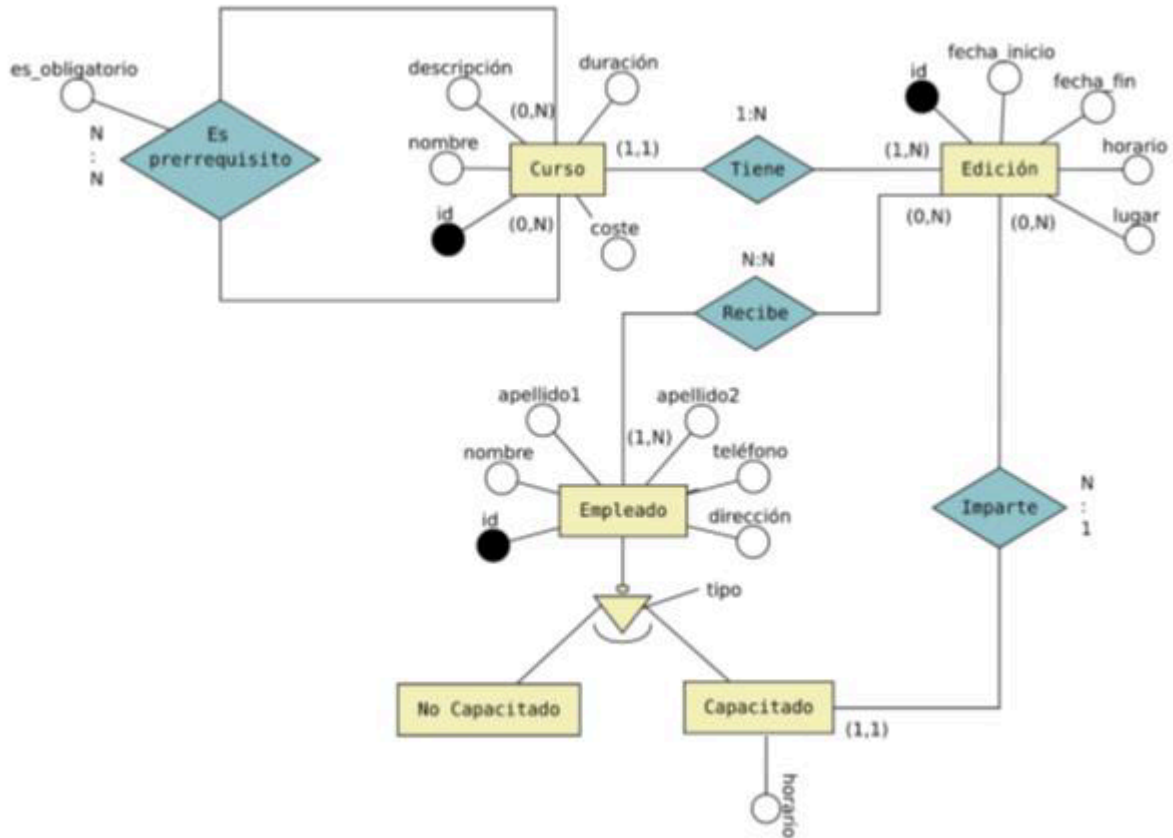 es_obligatorio
N
:
N
Es
prerrequisito
descripción
duración
(0,N)
nombre
Curso
(1,1)
id
(0,N)
coste
1:N
Tiene
(1,N)
id
fecha_inicio
fecha_fin
Edición
horario
(0,N)
(0,N)
lugar
N:N
Recibe
apellido1
apellido2
(1,N)
nombre
teléfono
Empleado
id
dirección
Imparte
N
:
1
tipo
No Capacitado
Capacitado
(1,1)
horario